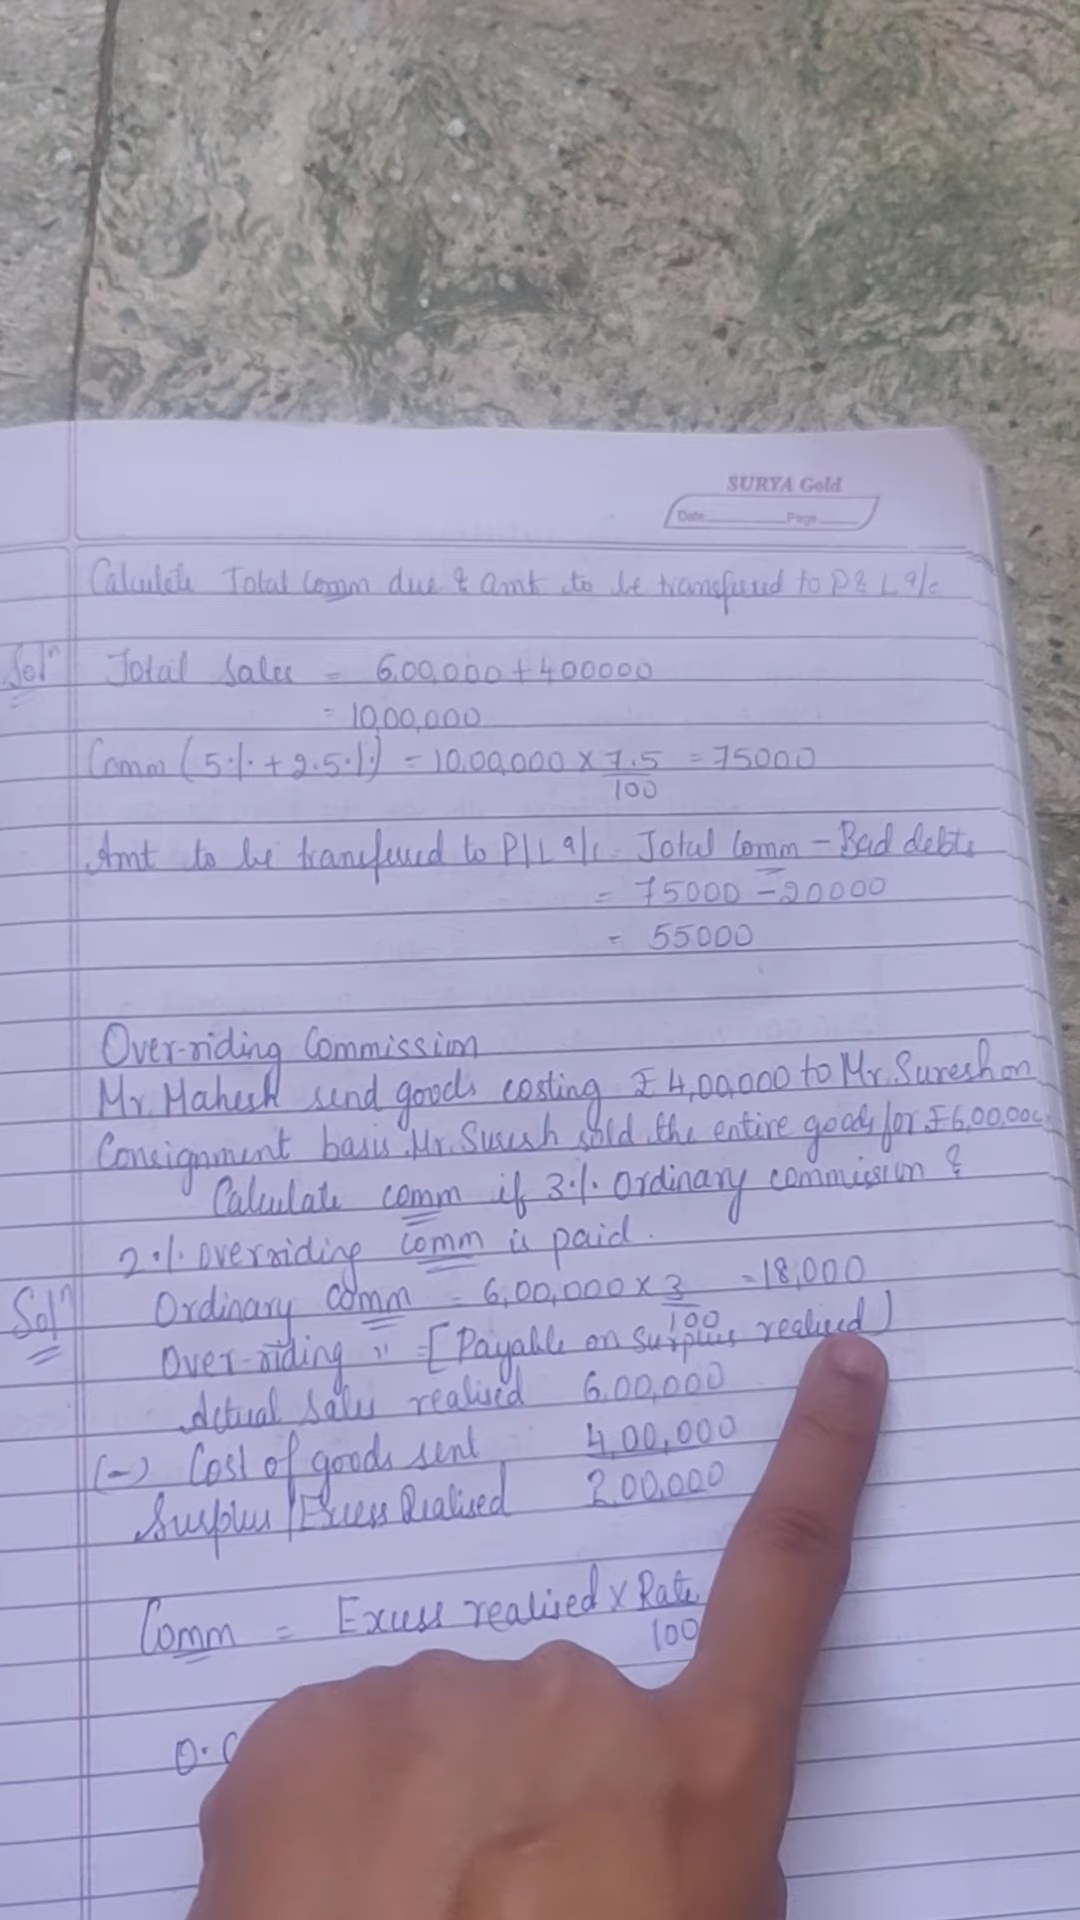 SURYA Gold
Date Page
Calculate Total Comm due & amt to be transfered to P & L a/c
Solⁿ Total Sales = 6,00,000 + 400000
= 10,00,000
Comm (5% + 2.5%) = 10,00,000 x 7.5 = 75000
100
Amt to be transfered to P/L a/c = Total Comm - Bad debts
= 75000 - 20000
= 55000
Over-riding Commission
Mr. Mahesh send goods costing ₹ 4,00,000 to Mr. Suresh on
Consignment basis. Mr. Suresh sold the entire goods for ₹ 6,00,000.
Calculate comm if 3% Ordinary commission &
2% overriding comm is paid.
Solⁿ Ordinary comm = 6,00,000 x 3 = 18,000
100
Over-riding " = [Payable on Surplus realised]
Actual Sales realised 6,00,000
(-) Cost of goods sent 4,00,000
Surplus / Excess Realised 2,00,000
Comm = Excess realised x Rate
100
O. C